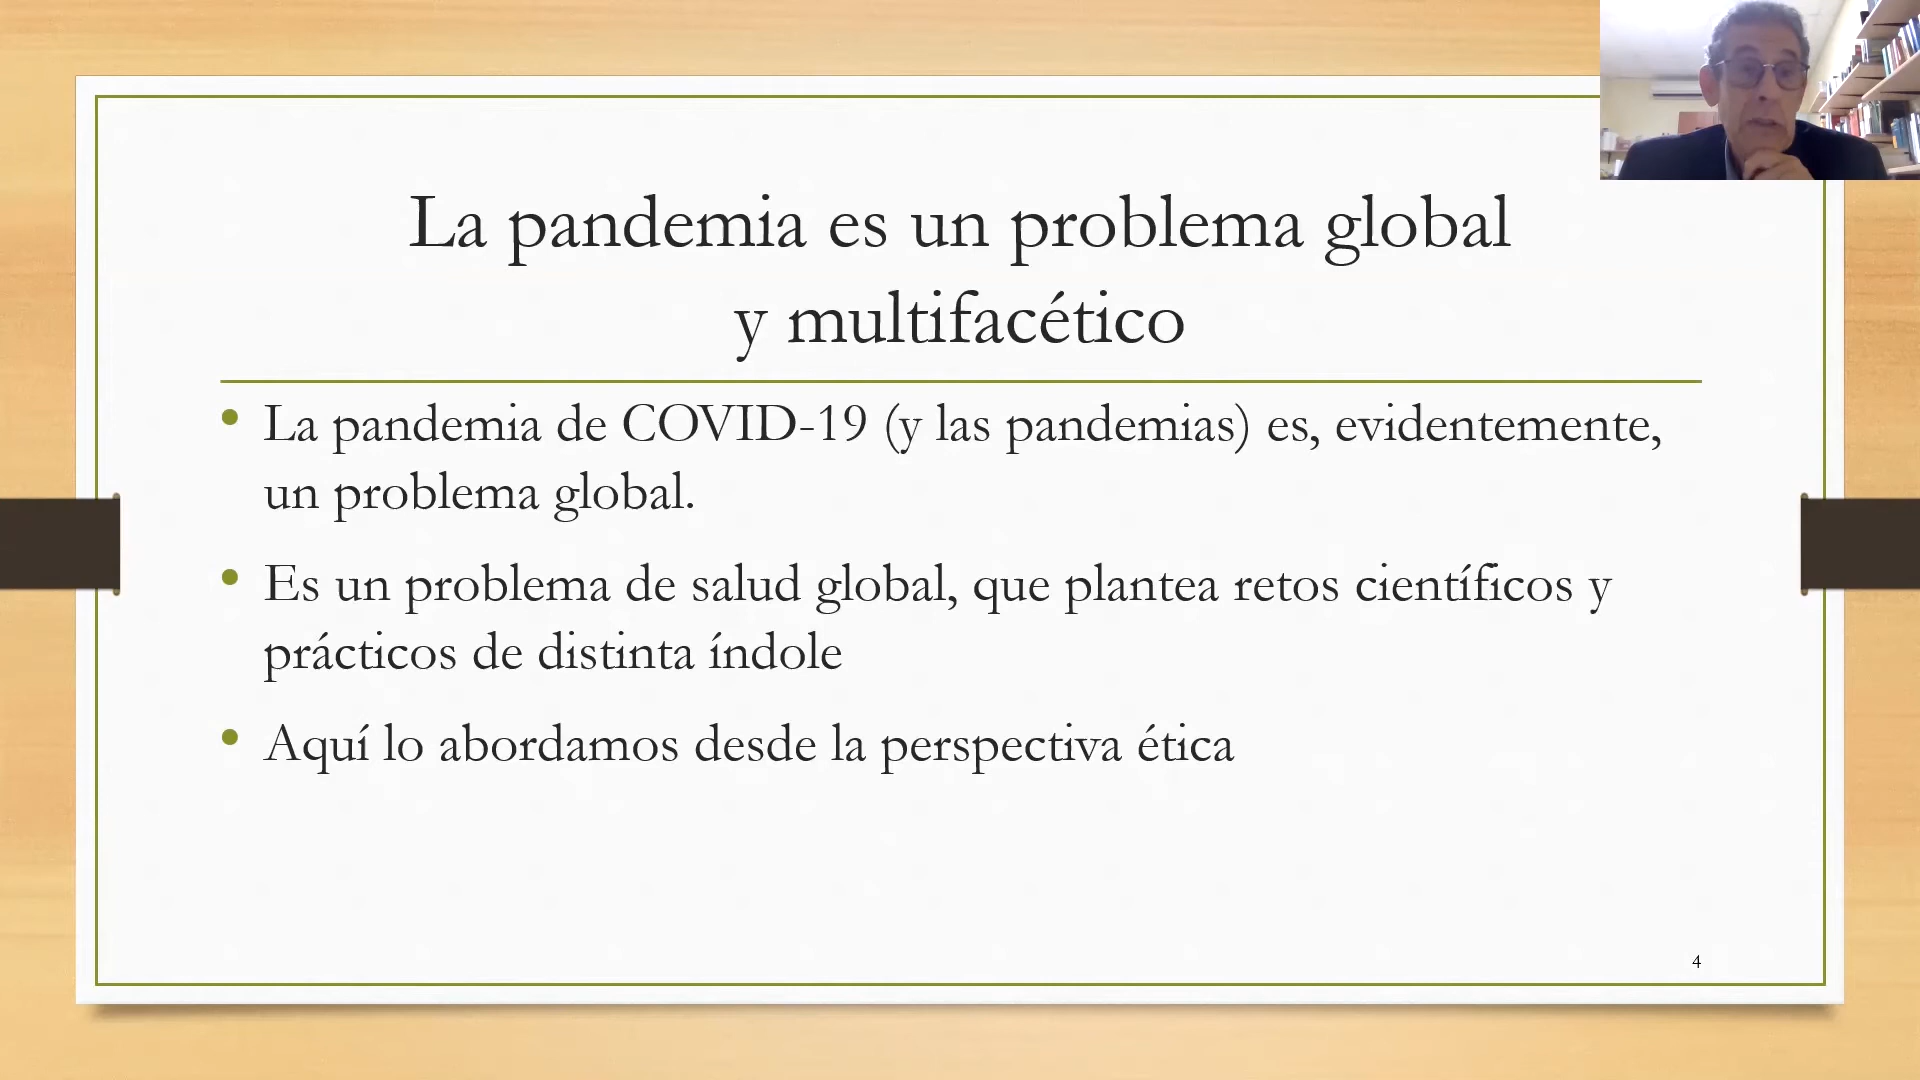 La pandemia es un problema global
y multifacético
• La pandemia de COVID-19 (y las pandemias) es, evidentemente,
un problema global.
• Es un problema de salud global, que plantea retos científicos y
prácticos de distinta índole
• Aquí lo abordamos desde la perspectiva ética
4